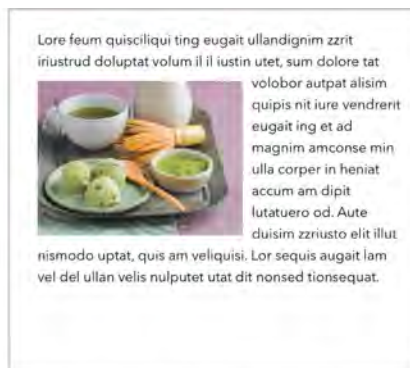 Lore feum quisciliqui ting eugait ullandignim zzrit
iriustrud doluptat volum il il iustin utet, sum dolore tat
volobor autpat alisim
quipis nit iure vendrerit
eugait ing et ad
magnim amconse min
ulla corper in heniat
accum am dipit
lutatuero od. Aute
duisim zzriusto elit illut
nismodo uptat, quis am veliquisi. Lor sequis augait lam
vel del ullan velis nulputet utat dit nonsed tionsequat.